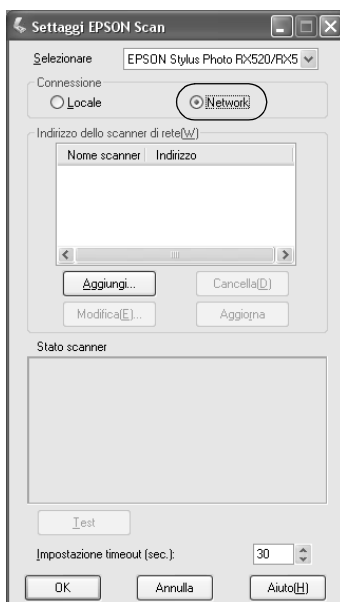 Settaggi EPSON Scan
Selezionare EPSON Stylus Photo RX520/RX5
Connessione
Locale Network
Indirizzo dello scanner di rete(W)
Nome scanner Indirizzo
Aggiungi... Cancella(D)
Modifica(E)... Aggiorna
Stato scanner
Test
Impostazione timeout (sec.): 30
OK Annulla Aiuto(H)